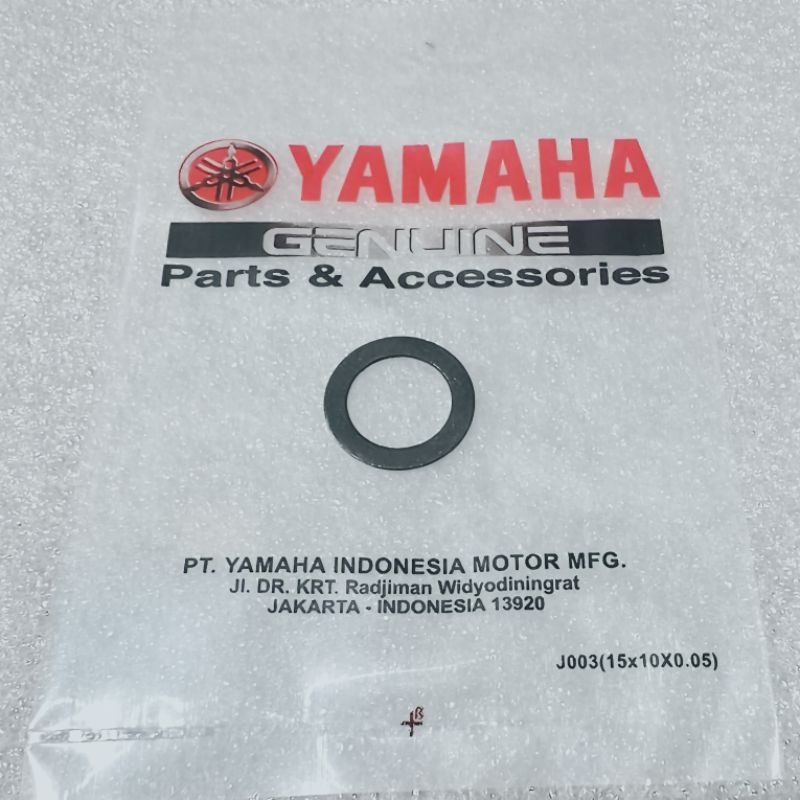 YAMAHA
GENUINE
Parts & Accessories
PT. YAMAHA INDONESIA MOTOR MFG.
Jl. DR. KRT. Radjiman Widyodiningrat
JAKARTA - INDONESIA 13920
J003(15x10X0.05)